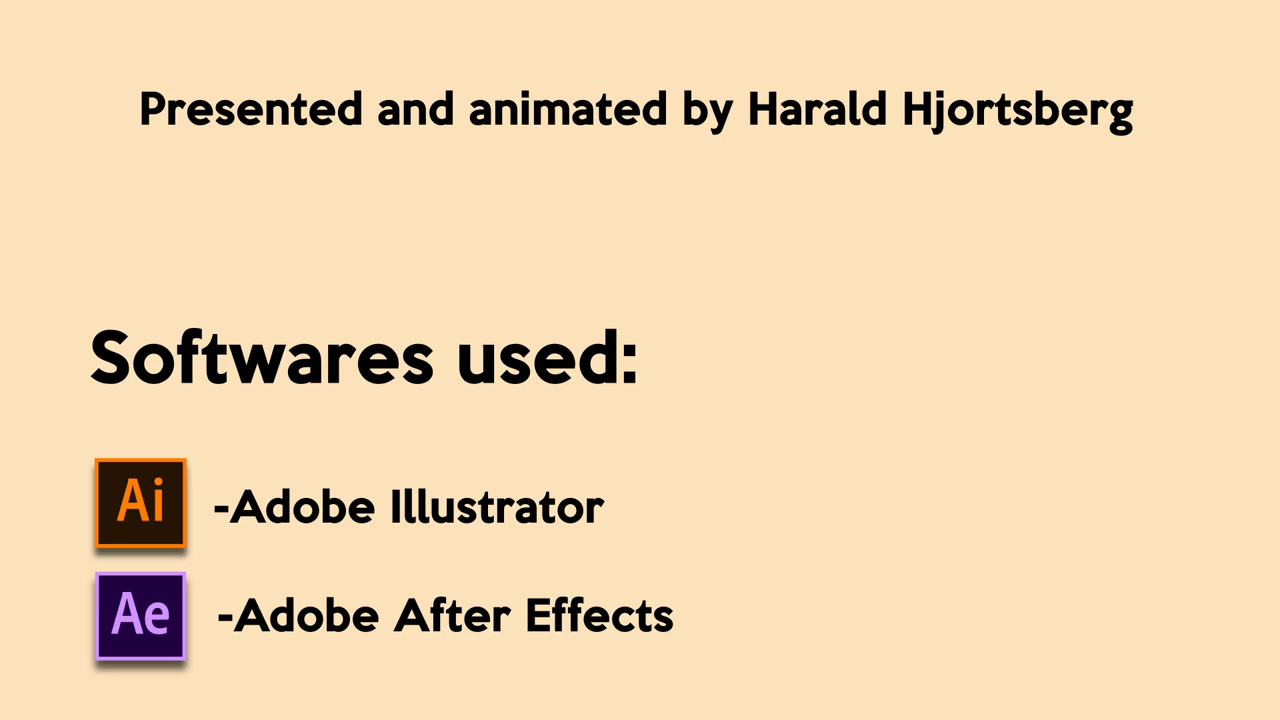 Presented and animated by Harald Hjortsberg
Softwares used:
Ai -Adobe Illustrator
Ae -Adobe After Effects